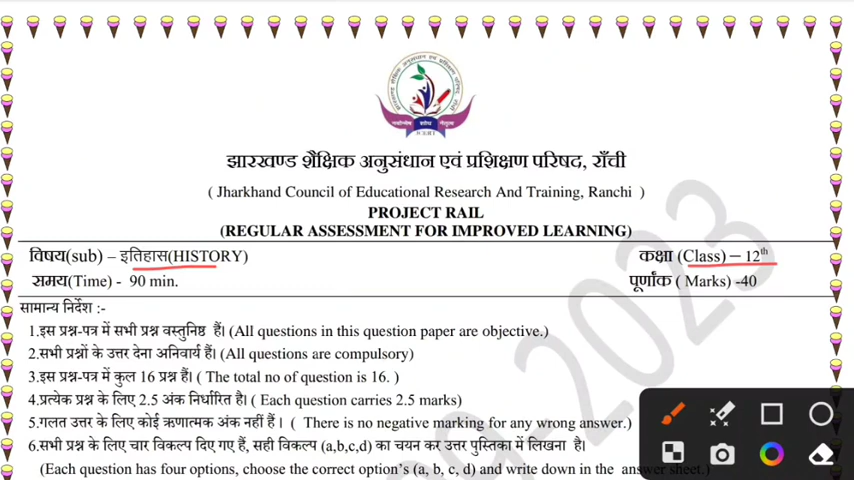 झारखण्ड शैक्षिक अनुसंधान एवं प्रशिक्षण परिषद, राँची
( Jharkhand Council of Educational Research And Training, Ranchi )
PROJECT RAIL
(REGULAR ASSESSMENT FOR IMPROVED LEARNING)
विषय(sub) – इतिहास(HISTORY) कक्षा (Class) – 12th
समय(Time) - 90 min. पूर्णांक ( Marks) -40
सामान्य निर्देश :-
1.इस प्रश्न-पत्र में सभी प्रश्न वस्तुनिष्ठ हैं। (All questions in this question paper are objective.)
2.सभी प्रश्नों के उत्तर देना अनिवार्य हैं। (All questions are compulsory)
3.इस प्रश्न-पत्र में कुल 16 प्रश्न हैं। ( The total no of question is 16. )
4.प्रत्येक प्रश्न के लिए 2.5 अंक निर्धारित है। ( Each question carries 2.5 marks)
5.गलत उत्तर के लिए कोई ऋणात्मक अंक नहीं हैं । ( There is no negative marking for any wrong answer.)
6.सभी प्रश्न के लिए चार विकल्प दिए गए हैं, सही विकल्प (a,b,c,d) का चयन कर उत्तर पुस्तिका में लिखना है।
(Each question has four options, choose the correct option's (a, b, c, d) and write down in the answer sheet.)
09-2023